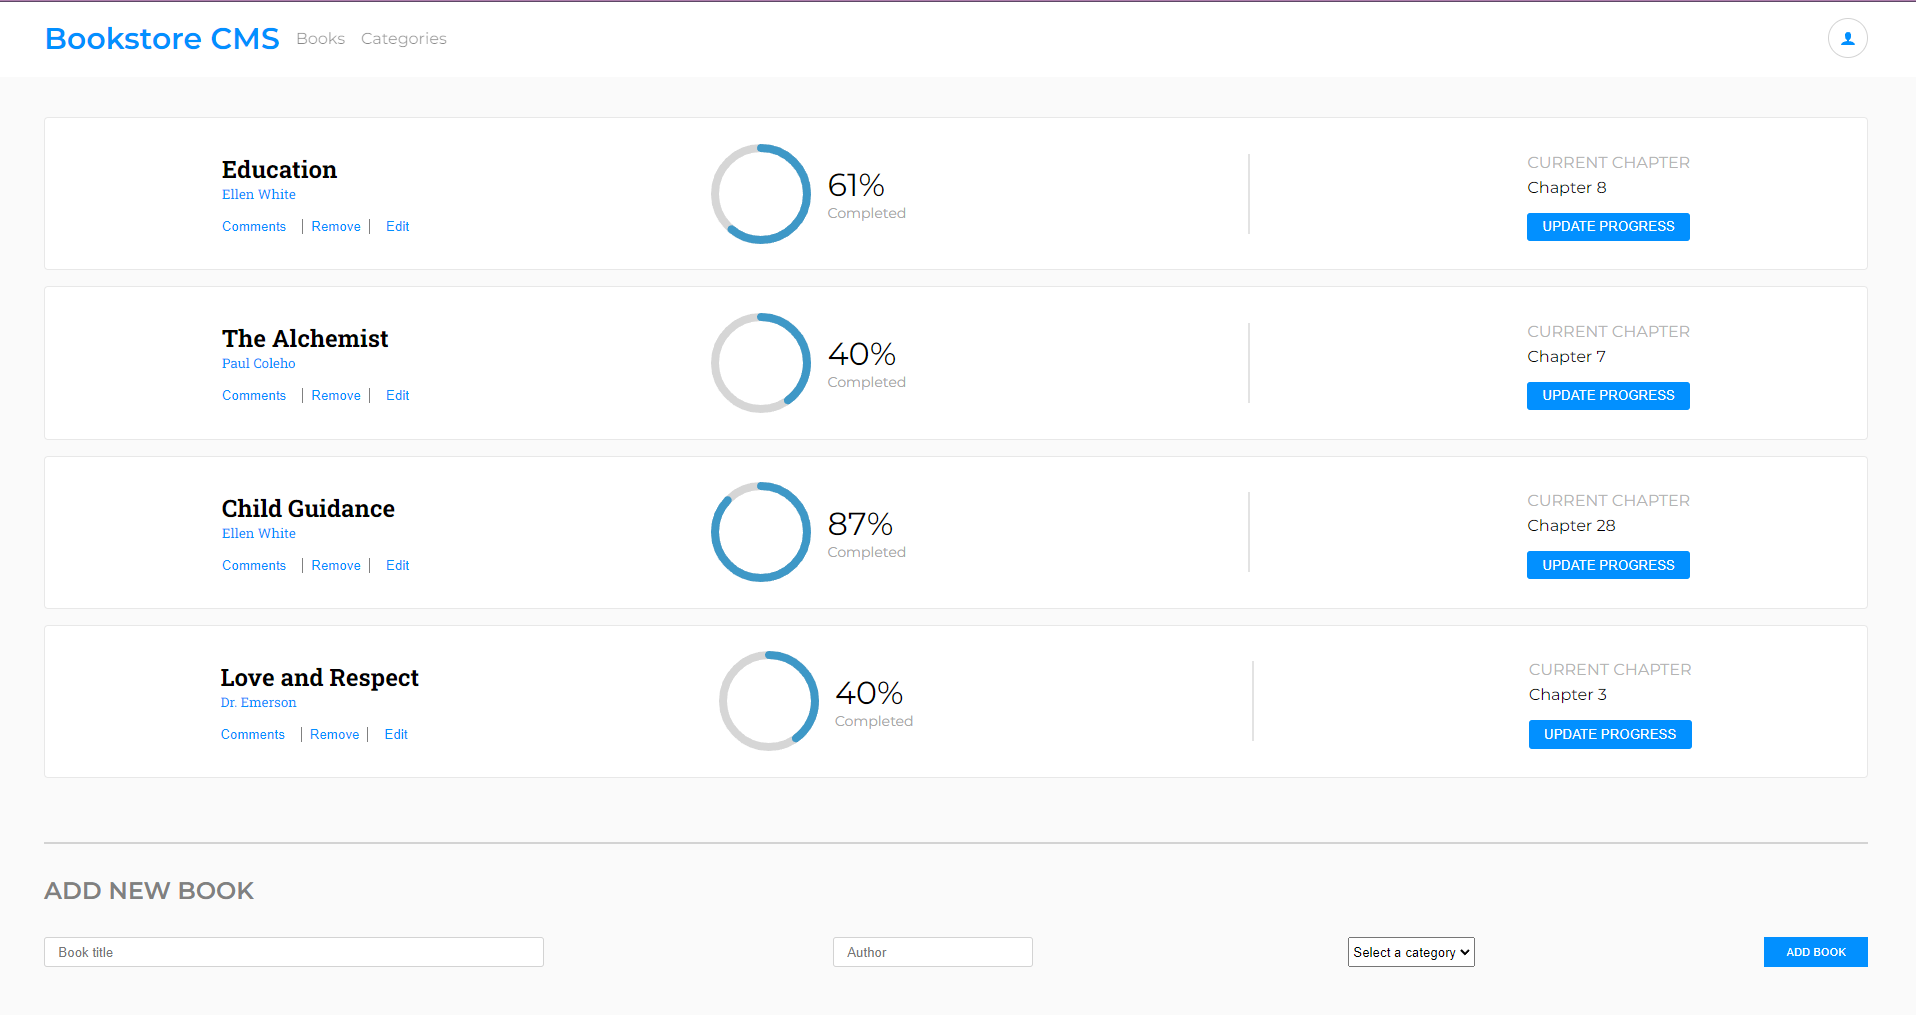 Bookstore CMS Books Categories
Education
Ellen White
Comments | Remove | Edit
61%
Completed
CURRENT CHAPTER
Chapter 8
UPDATE PROGRESS
The Alchemist
Paul Coleho
Comments | Remove | Edit
40%
Completed
CURRENT CHAPTER
Chapter 7
UPDATE PROGRESS
Child Guidance
Ellen White
Comments | Remove | Edit
87%
Completed
CURRENT CHAPTER
Chapter 28
UPDATE PROGRESS
Love and Respect
Dr. Emerson
Comments | Remove | Edit
40%
Completed
CURRENT CHAPTER
Chapter 3
UPDATE PROGRESS
ADD NEW BOOK
Book title Author Select a category ADD BOOK